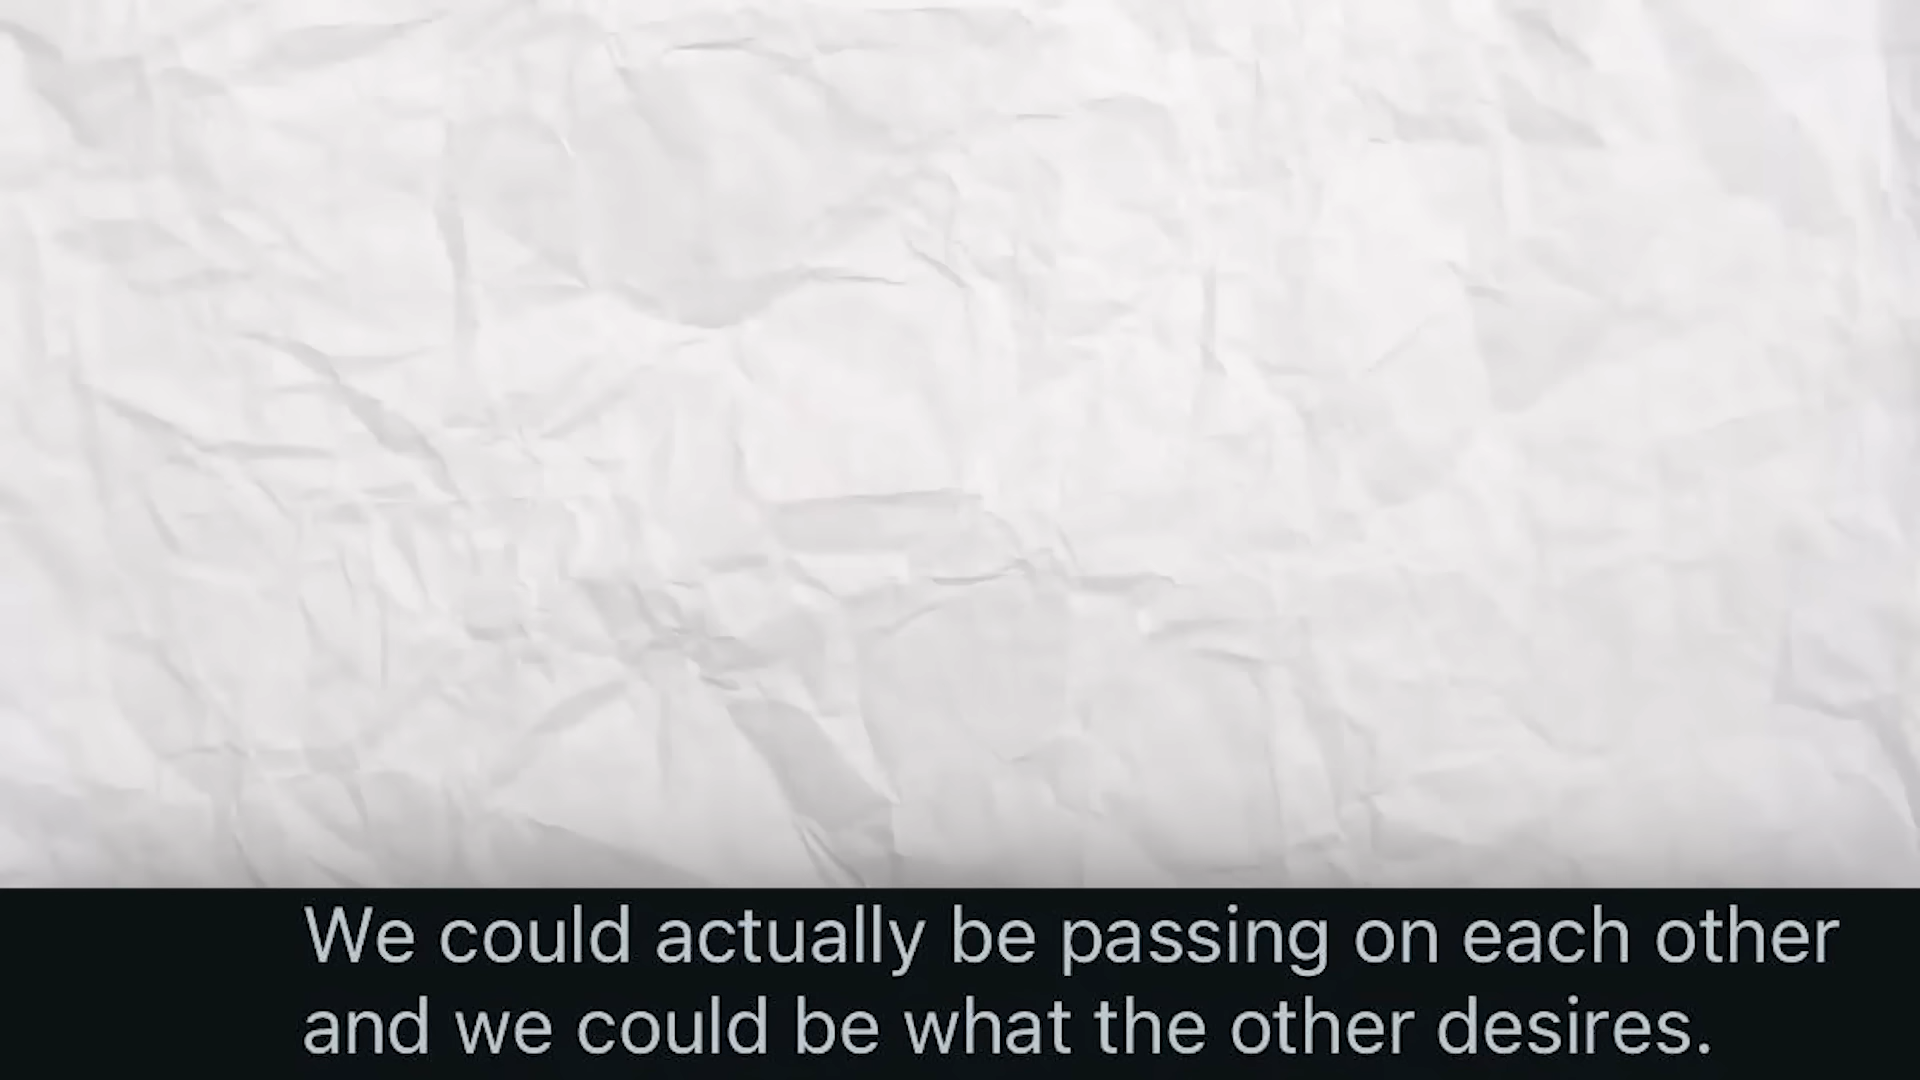 We could actually be passing on each other
and we could be what the other desires.